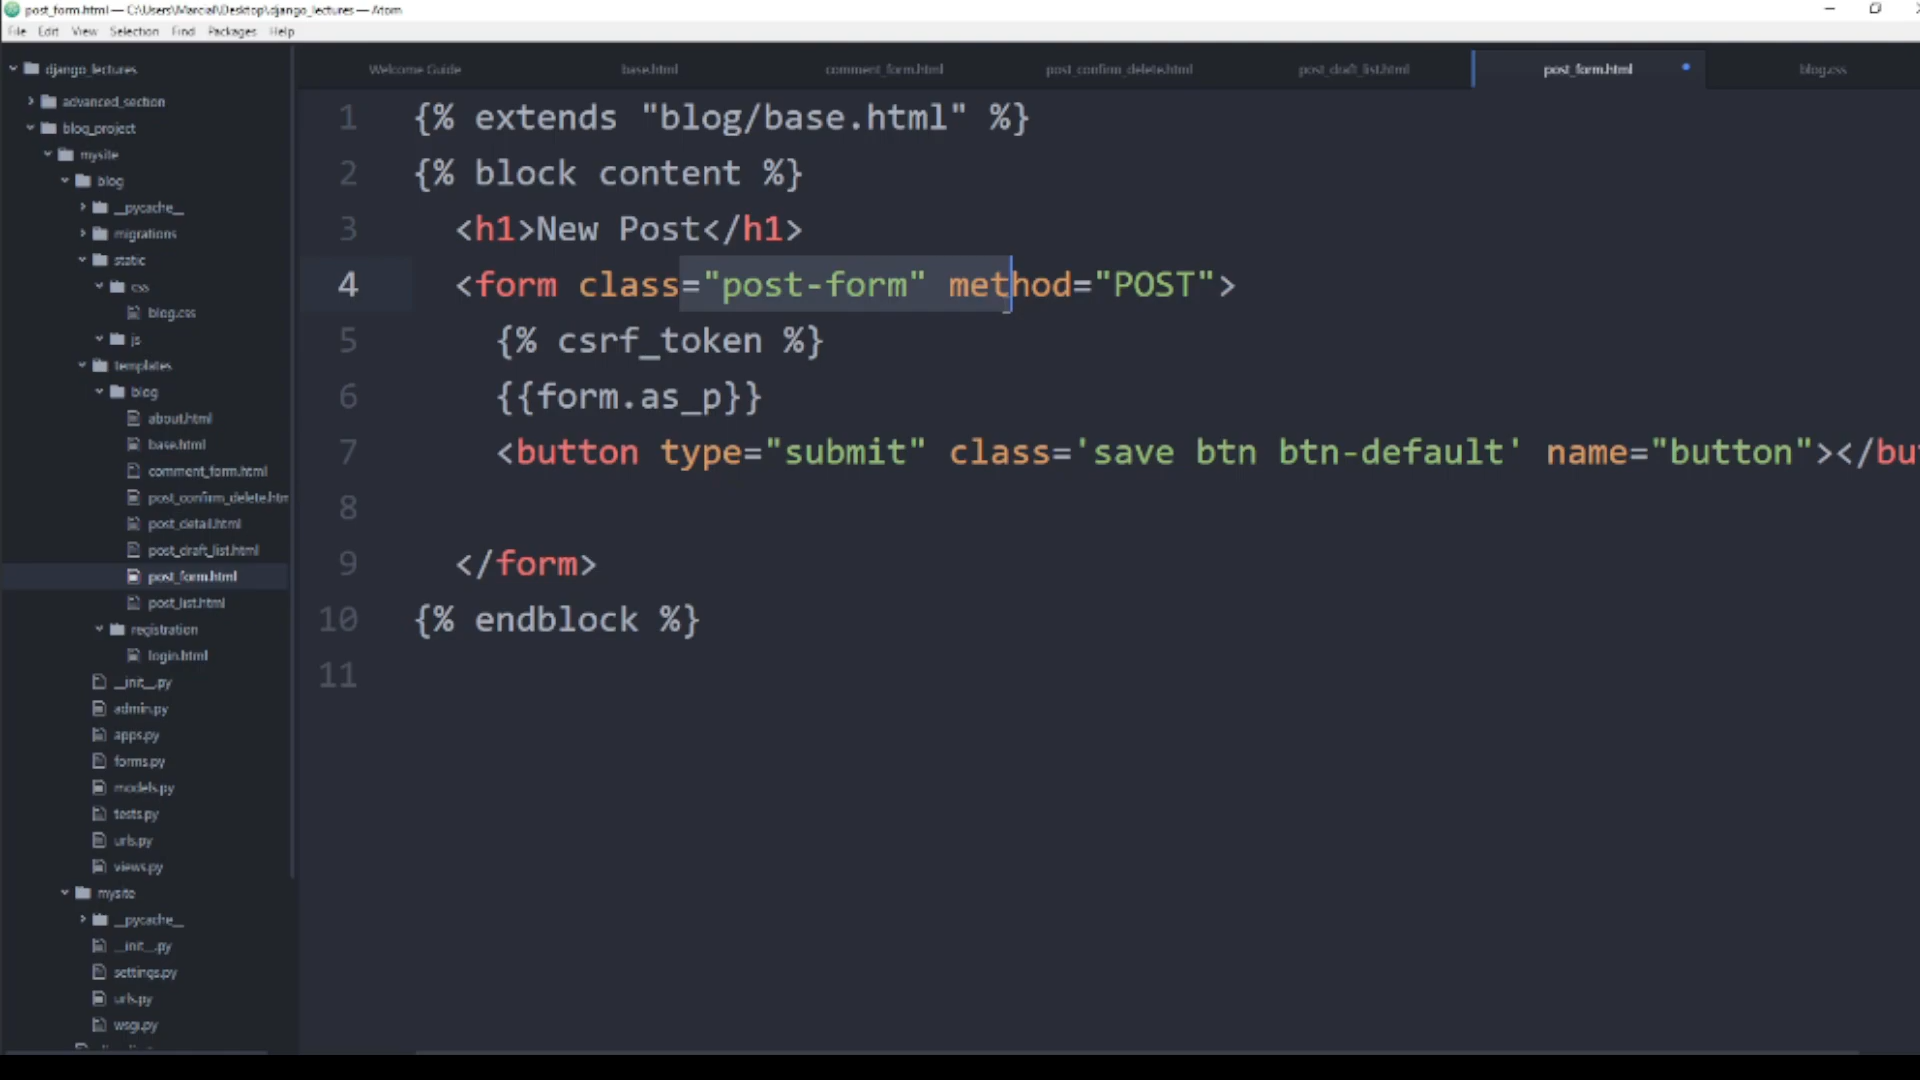 post_form.html — C:\Users\Marcial\Desktop\django_lectures — Atom
File Edit View Selection Find Packages Help
django_lectures
advanced_section
blog_project
mysite
blog
__pycache__
migrations
static
css
blog.css
js
templates
blog
about.html
base.html
comment_form.html
post_confirm_delete.htm
post_detail.html
post_draft_list.html
post_form.html
post_list.html
registration
login.html
__init__.py
admin.py
apps.py
forms.py
models.py
tests.py
urls.py
views.py
mysite
__pycache__
__init__.py
settings.py
urls.py
wsgi.py
Welcome Guide base.html comment_form.html post_confirm_delete.html post_draft_list.html post_form.html blog.css
1 {% extends "blog/base.html" %}
2 {% block content %}
3 <h1>New Post</h1>
4 <form class="post-form" method="POST">
5 {% csrf_token %}
6 {{form.as_p}}
7 <button type="submit" class='save btn btn-default' name="button"></but
8
9 </form>
10 {% endblock %}
11